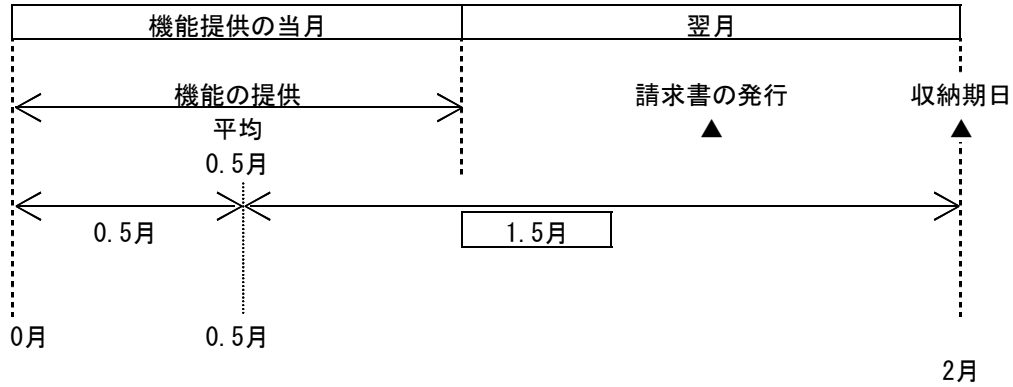 機能提供の当月 翌月
機能の提供 請求書の発行 収納期日
平均 ▲ ▲
0.5月
0.5月 1.5月
0月 0.5月
2月